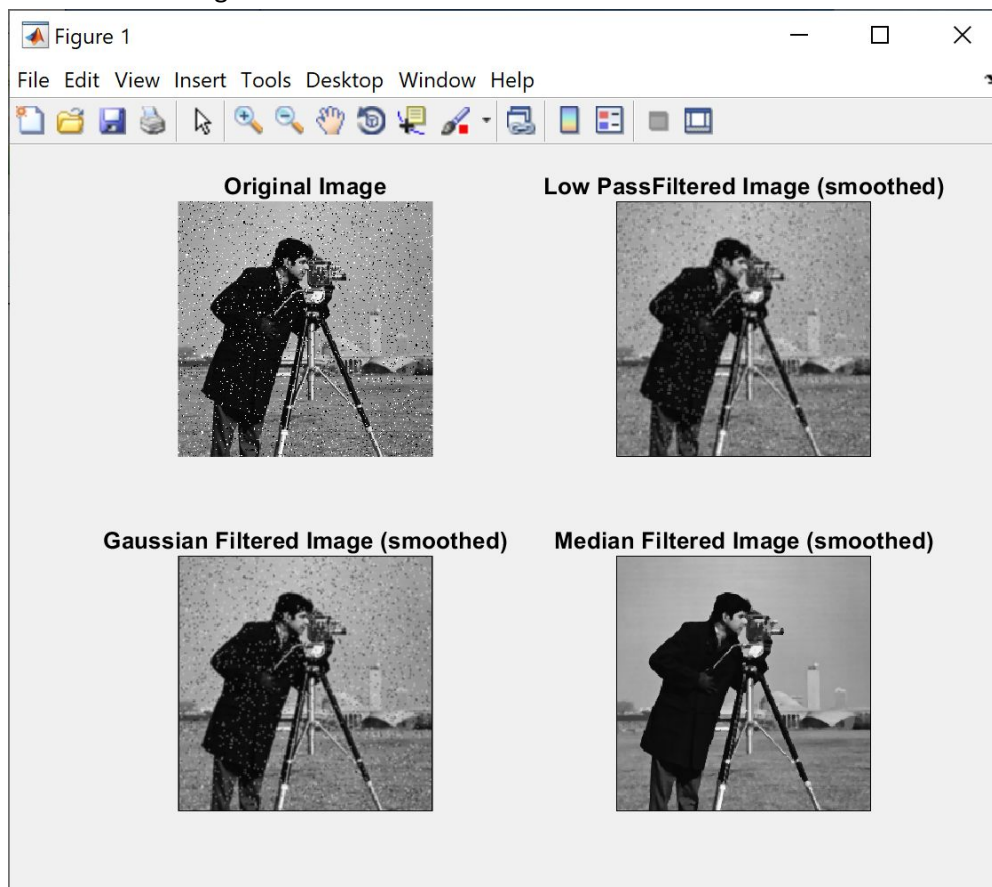 Figure 1
File Edit View Insert Tools Desktop Window Help
Original Image
Low PassFiltered Image (smoothed)
Gaussian Filtered Image (smoothed)
Median Filtered Image (smoothed)